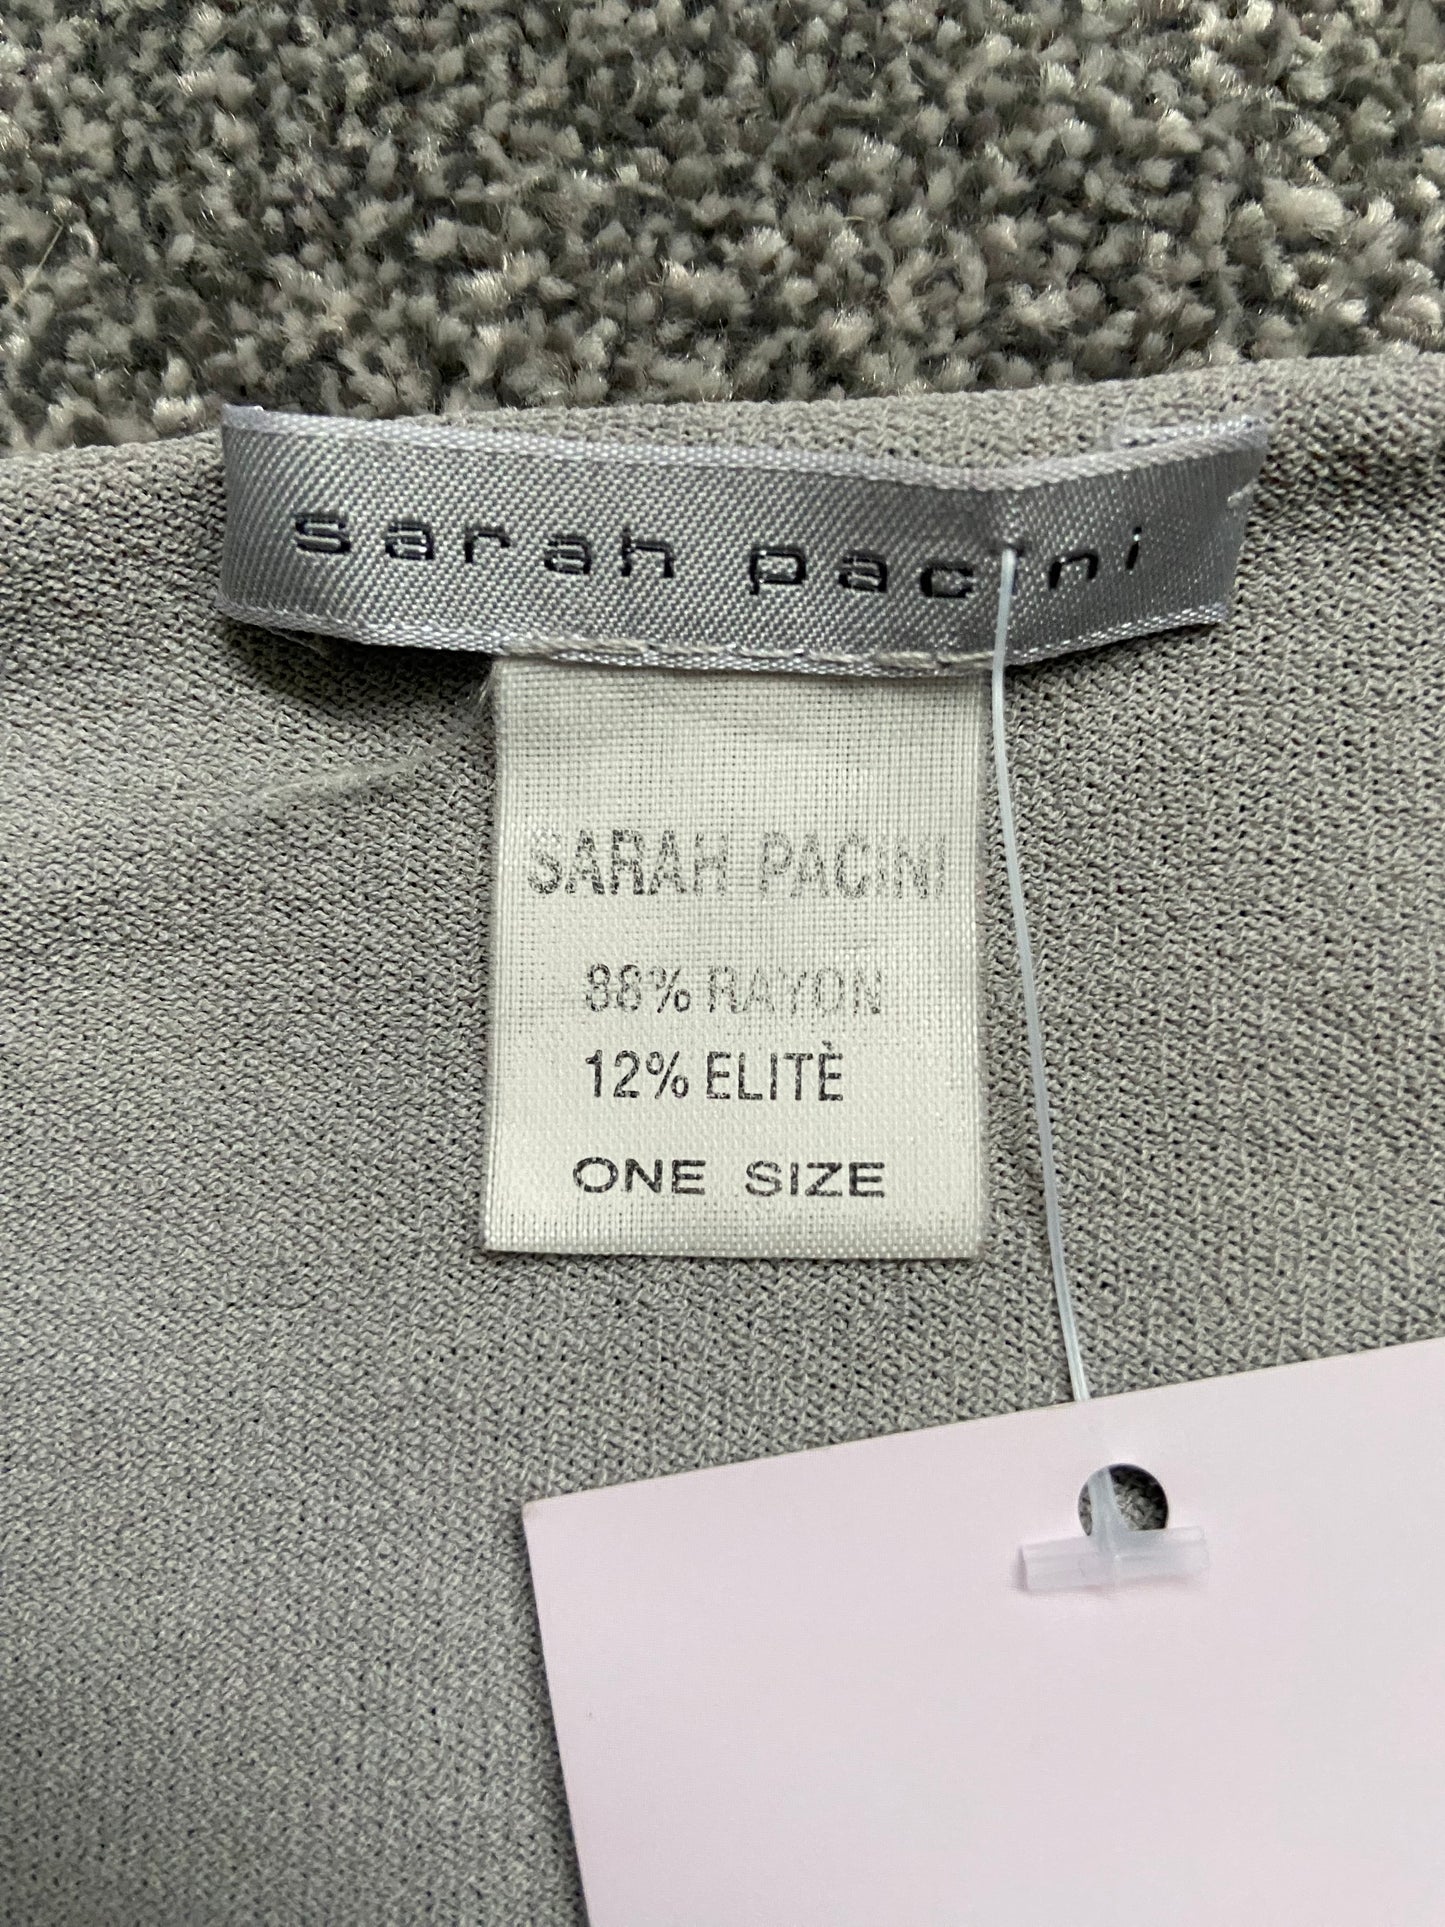 sarah pacini
SARAH PACINI
88% RAYON
12% ELITÈ
ONE SIZE